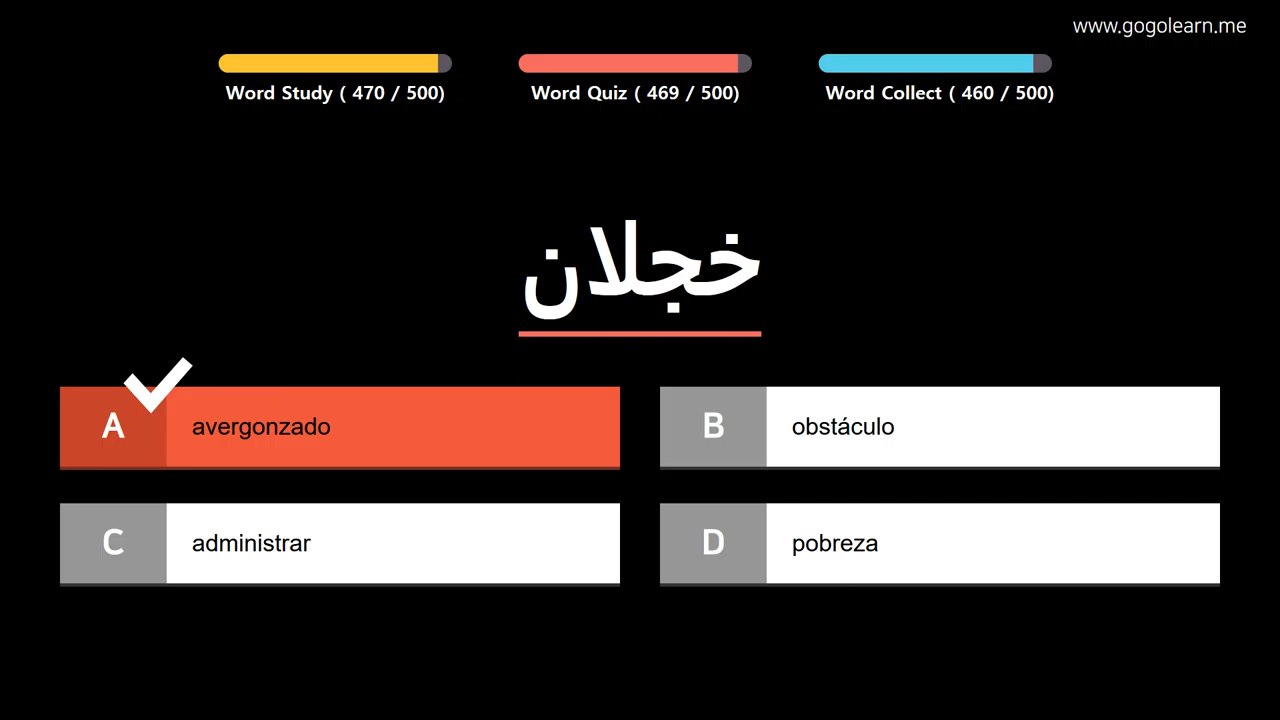 www.gogolearn.me
Word Study ( 470 / 500)
Word Quiz ( 469 / 500)
Word Collect ( 460 / 500)
خجلان
A avergonzado
B obstáculo
C administrar
D pobreza